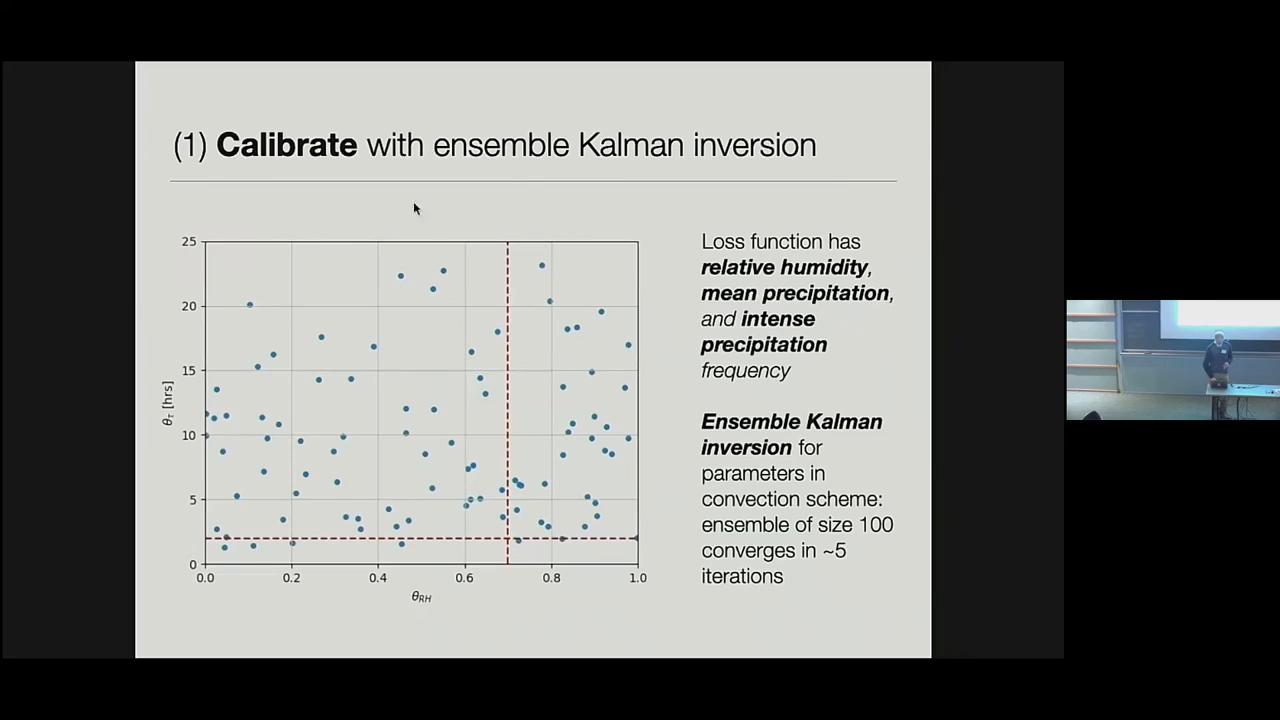 (1) Calibrate with ensemble Kalman inversion
25
20
15
10
5
0
θτ [hrs]
0.0 0.2 0.4 0.6 0.8 1.0
θRH
Loss function has
relative humidity,
mean precipitation,
and intense
precipitation
frequency
Ensemble Kalman
inversion for
parameters in
convection scheme:
ensemble of size 100
converges in ~5
iterations